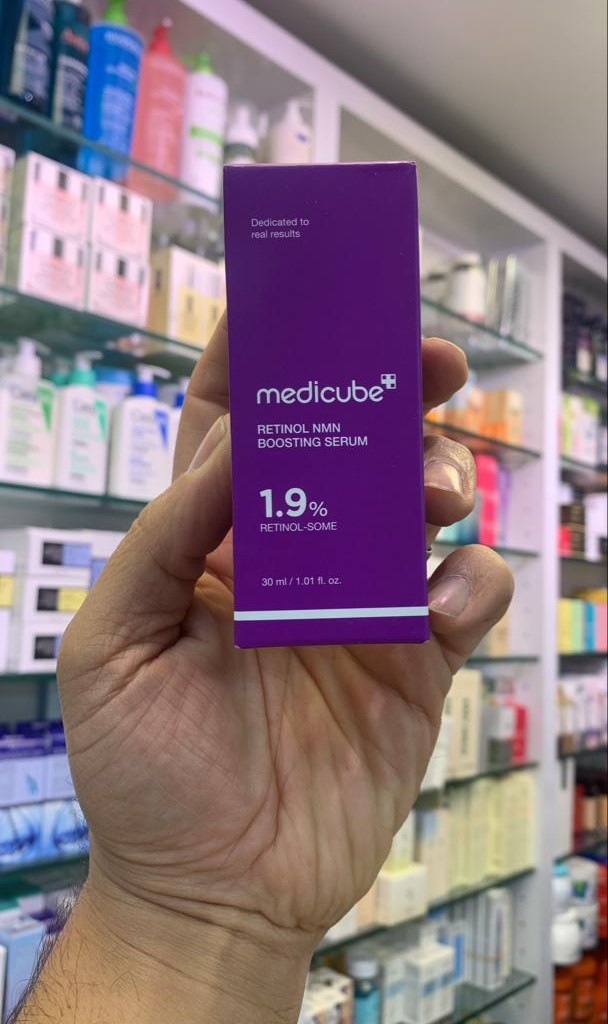 Dedicated to
real results
medicube
RETINOL NMN
BOOSTING SERUM
1.9%
RETINOL-SOME
30 ml / 1.01 fl. oz.